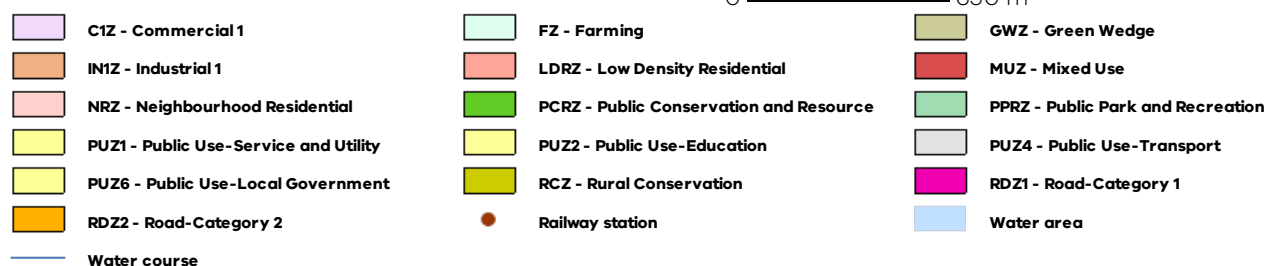 C1Z - Commercial 1 FZ - Farming GWZ - Green Wedge
IN1Z - Industrial 1 LDRZ - Low Density Residential MUZ - Mixed Use
NRZ - Neighbourhood Residential PCRZ - Public Conservation and Resource PPRZ - Public Park and Recreation
PUZ1 - Public Use-Service and Utility PUZ2 - Public Use-Education PUZ4 - Public Use-Transport
PUZ6 - Public Use-Local Government RCZ - Rural Conservation RDZ1 - Road-Category 1
RDZ2 - Road-Category 2 Railway station Water area
Water course